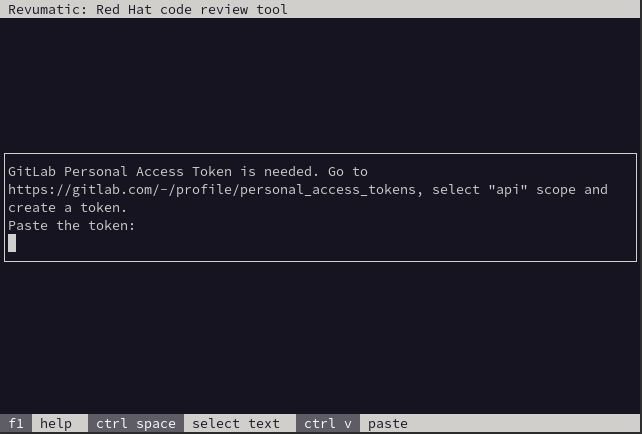 Revumatic: Red Hat code review tool
GitLab Personal Access Token is needed. Go to
https://gitlab.com/-/profile/personal_access_tokens, select "api" scope and
create a token.
Paste the token:
f1 help ctrl space select text ctrl v paste